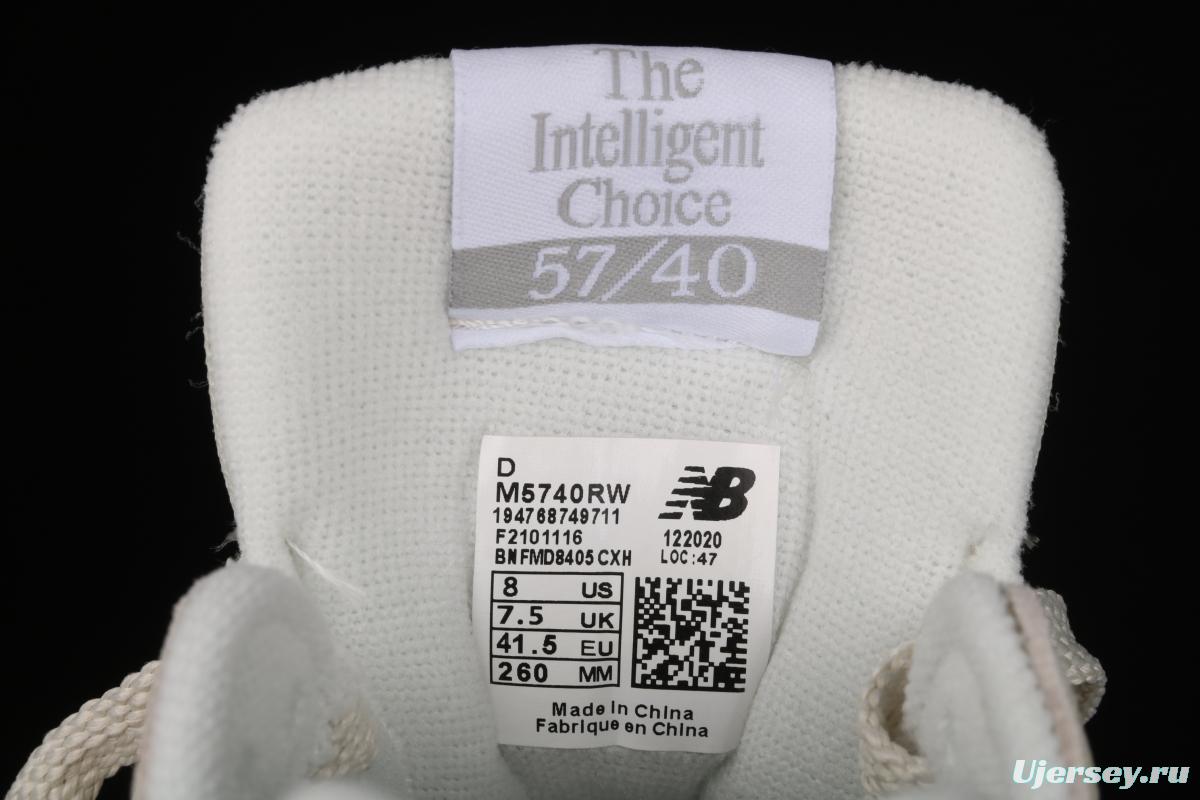 The
Intelligent
Choice
57/40
D
M5740RW
194768749711
F2101116
BNFMD8405 CXH
NB
122020
LOC:47
8 US
7.5 UK
41.5 EU
260 MM
Made in China
Fabrique en China
Ujersey.ru